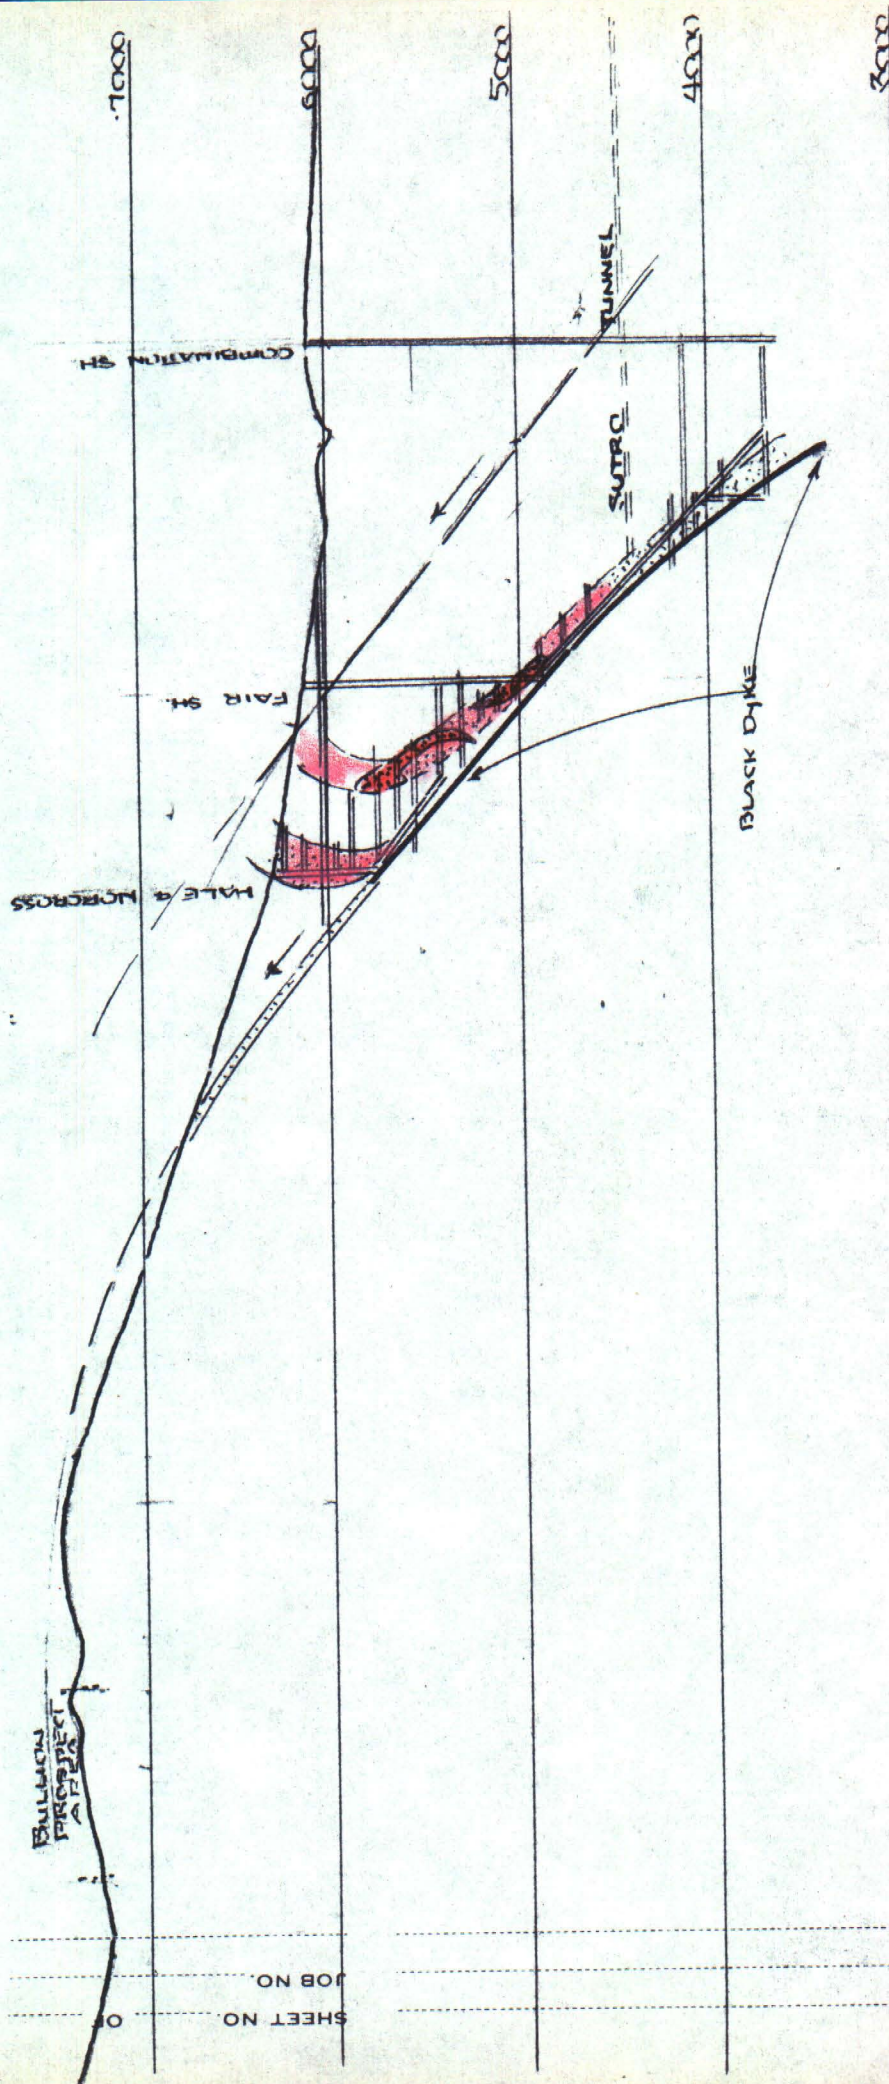 7000
6000
5000
4000
3000
COMBINATION SH
TUNNEL
SUTRO
FAIR SH.
BLACK DYKE
HALE & NORCROSS
BULLION
PROSPECT
AREA
JOB NO.
SHEET NO. OF